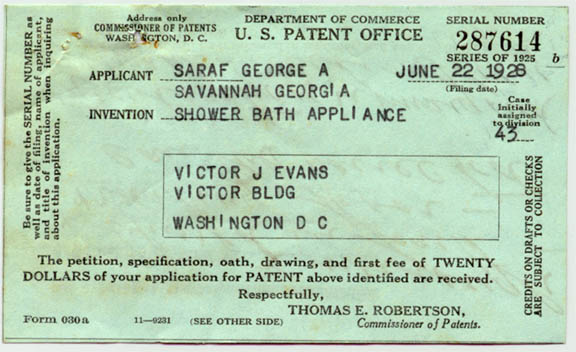 Address only
COMMISSIONER OF PATENTS
WASHINGTON, D. C.
DEPARTMENT OF COMMERCE
U. S. PATENT OFFICE
SERIAL NUMBER
287614
SERIES OF 1925 b
APPLICANT SARAF GEORGE A JUNE 22 1928
SAVANNAH GEORGIA (Filing date)
INVENTION SHOWER BATH APPLIANCE
Case
initially
assigned
to division
43
Be sure to give the SERIAL NUMBER as
well as date of filing, name of applicant,
and title of invention when inquiring
about this application.
VICTOR J EVANS
VICTOR BLDG
WASHINGTON D C
CREDITS ON DRAFTS OR CHECKS
ARE SUBJECT TO COLLECTION
The petition, specification, oath, drawing, and first fee of TWENTY
DOLLARS of your application for PATENT above identified are received.
Respectfully,
THOMAS E. ROBERTSON,
Commissioner of Patents.
Form 030a 11—9231 (SEE OTHER SIDE)